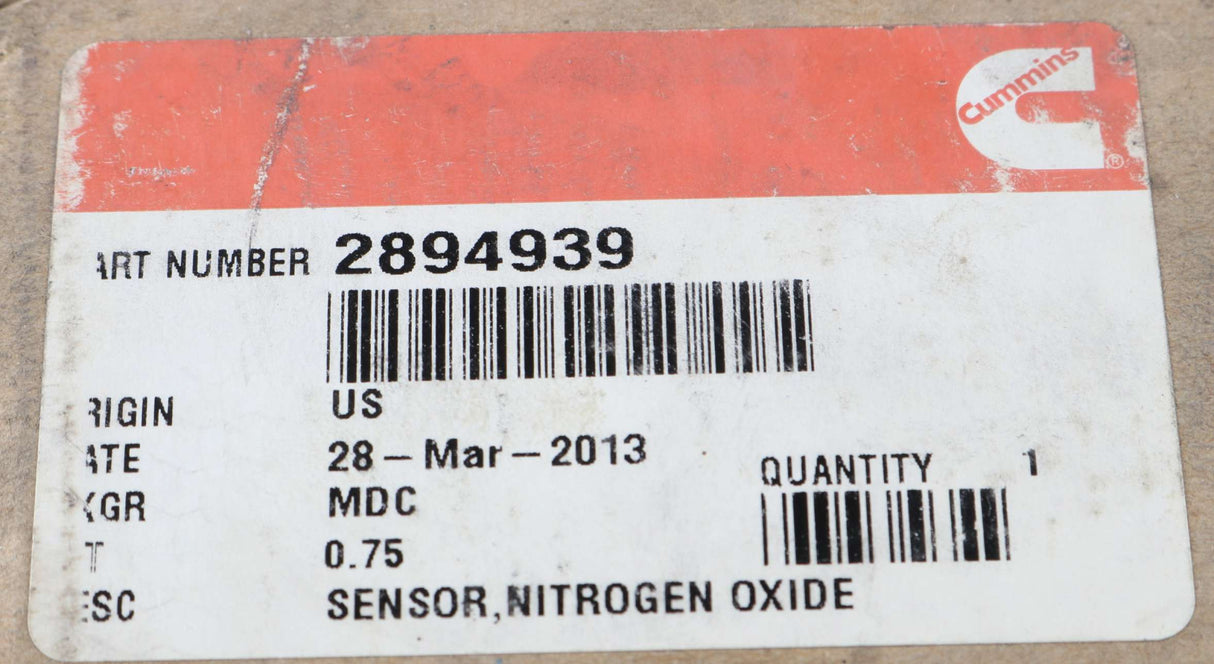 Cummins
®
ART NUMBER 2894939
RIGIN US
ATE 28-Mar-2013
KGR MDC
QUANTITY 1
T 0.75
ESC SENSOR,NITROGEN OXIDE